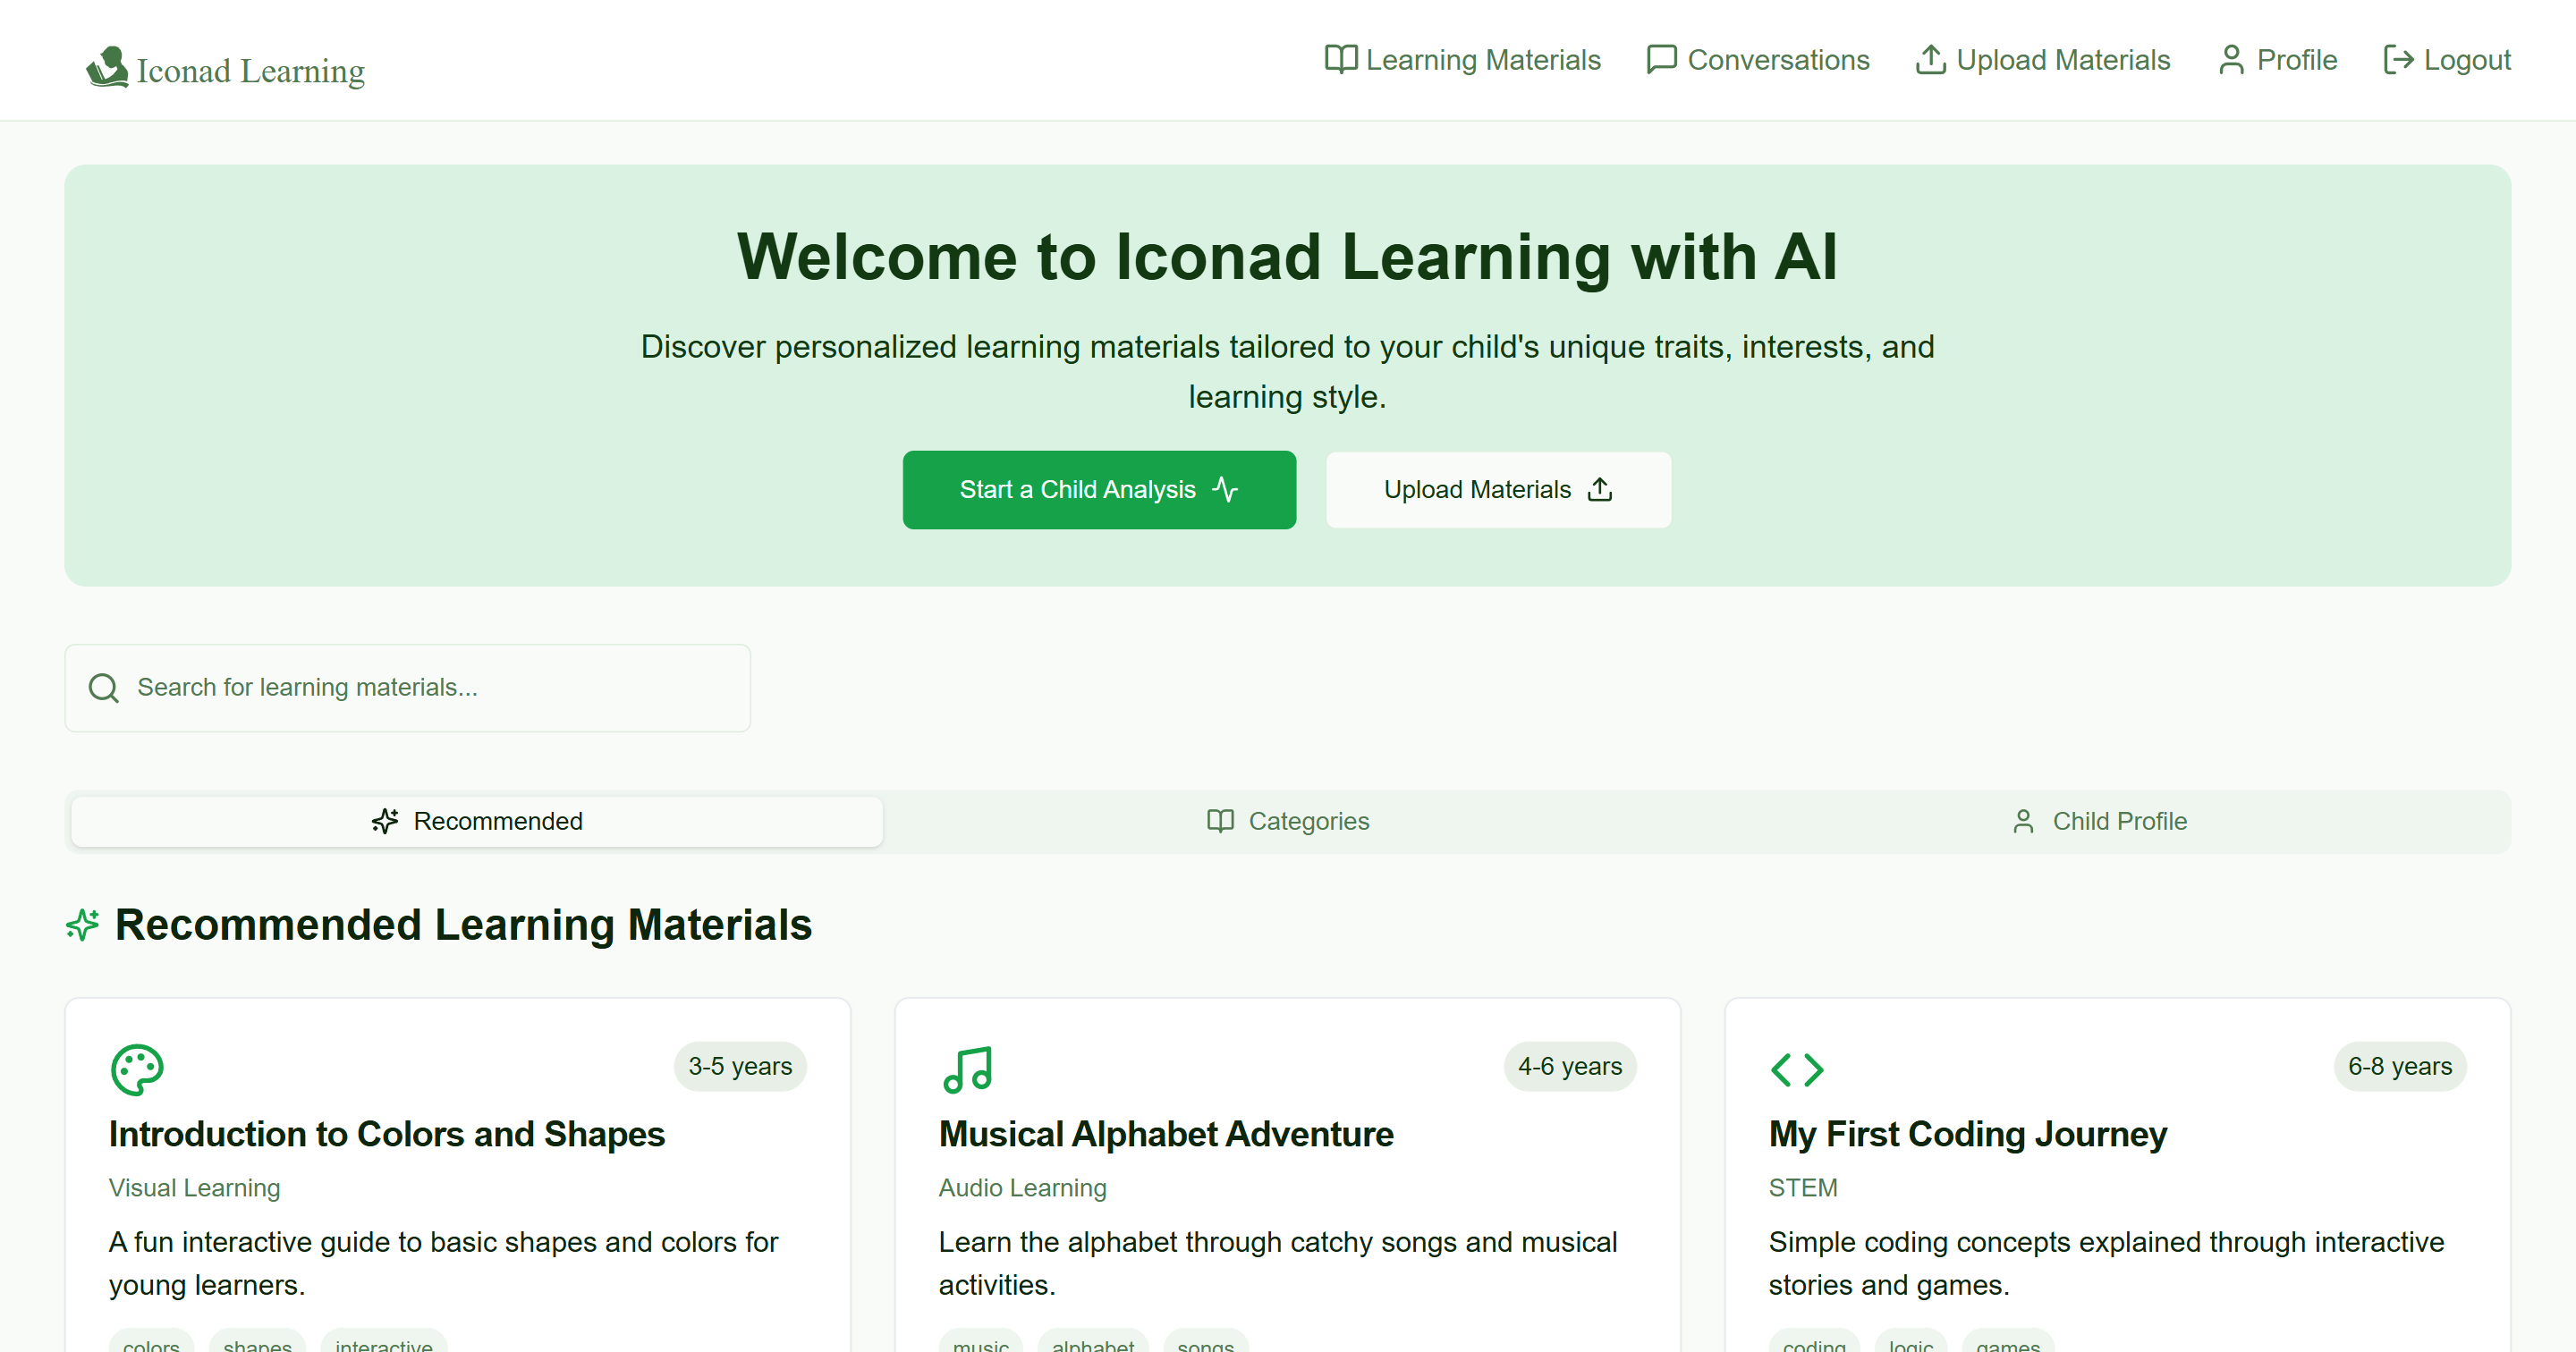 Iconad Learning
Learning Materials
Conversations
Upload Materials
Profile
Logout
Welcome to Iconad Learning with AI
Discover personalized learning materials tailored to your child's unique traits, interests, and
learning style.
Start a Child Analysis
Upload Materials
Search for learning materials...
Recommended
Categories
Child Profile
Recommended Learning Materials
3-5 years
Introduction to Colors and Shapes
Visual Learning
A fun interactive guide to basic shapes and colors for
young learners.
colors
shapes
interactive
4-6 years
Musical Alphabet Adventure
Audio Learning
Learn the alphabet through catchy songs and musical
activities.
music
alphabet
songs
6-8 years
My First Coding Journey
STEM
Simple coding concepts explained through interactive
stories and games.
coding
logic
games